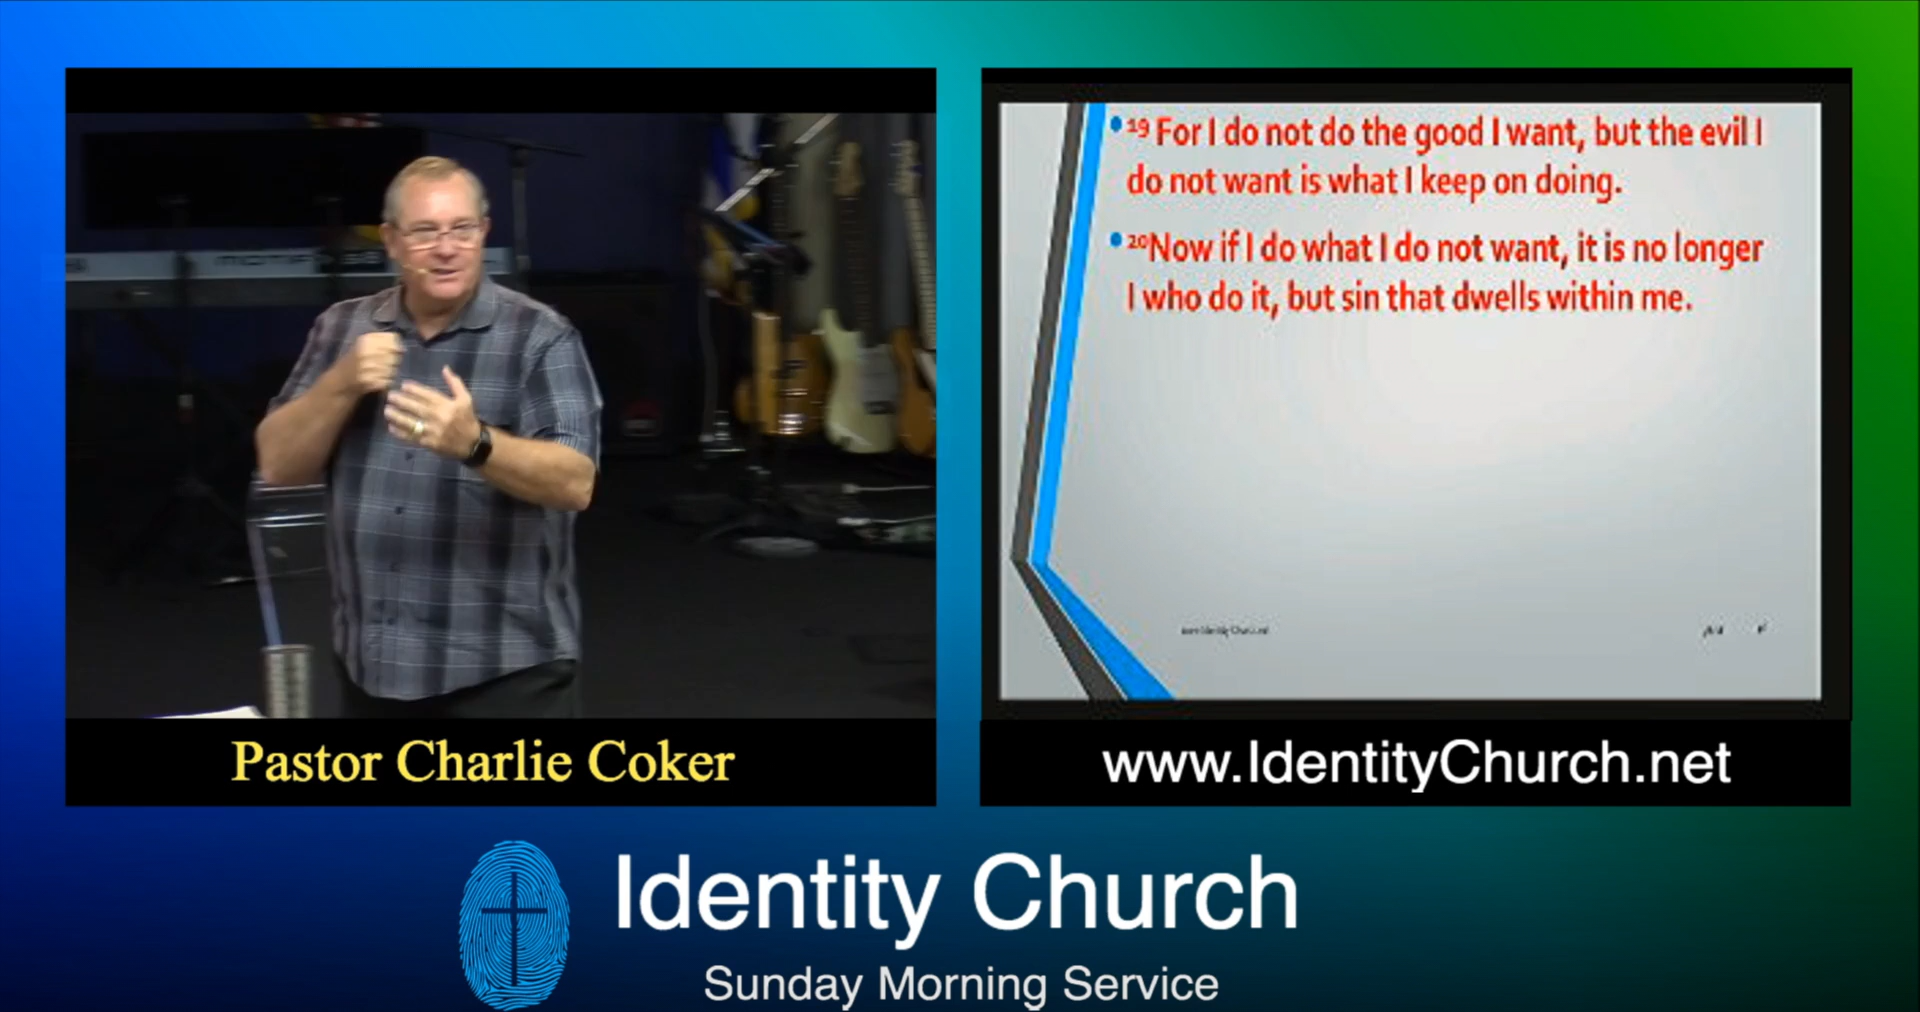 19 For I do not do the good I want, but the evil I
do not want is what I keep on doing.
20Now if I do what I do not want, it is no longer
I who do it, but sin that dwells within me.
Pastor Charlie Coker
www.IdentityChurch.net
Identity Church
Sunday Morning Service